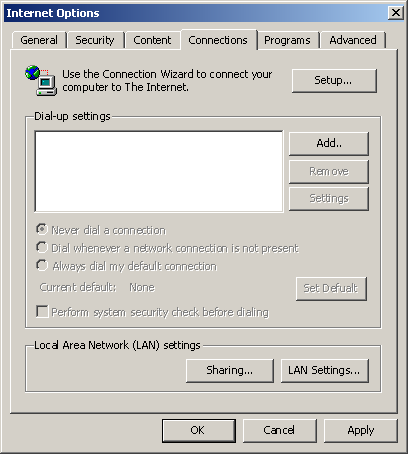 Internet Options
General Security Content Connections Programs Advanced
Use the Connection Wizard to connect your
computer to The Internet.
Setup...
Dial-up settings
Add..
Remove
Settings
Never dial a connection
Dial whenever a network connection is not present
Always dial my default connection
Current default: None
Set Defualt
Perform system security check before dialing
Local Area Network (LAN) settings
Sharing... LAN Settings...
OK Cancel Apply